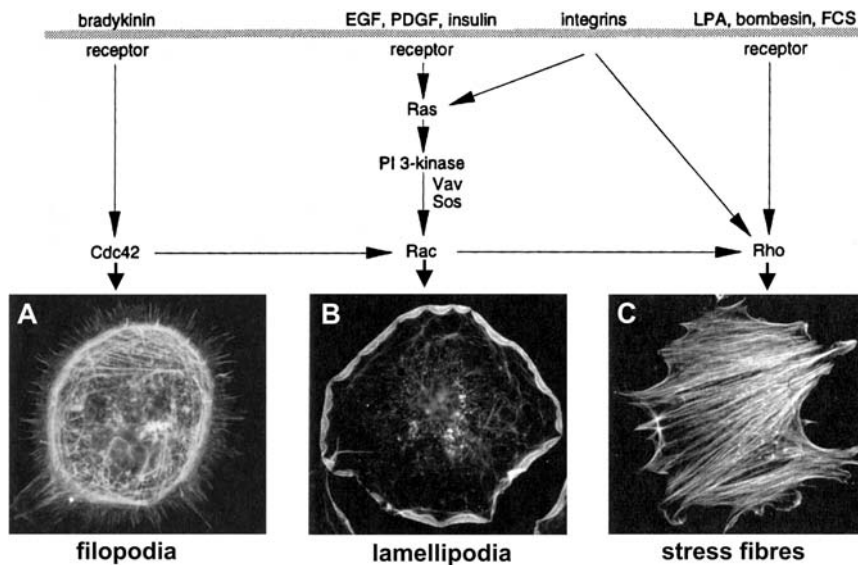 bradykinin EGF, PDGF, insulin integrins LPA, bombesin, FCS
receptor receptor receptor
Ras
PI 3-kinase
Vav
Sos
Cdc42 Rac Rho
A B C
filopodia lamellipodia stress fibres